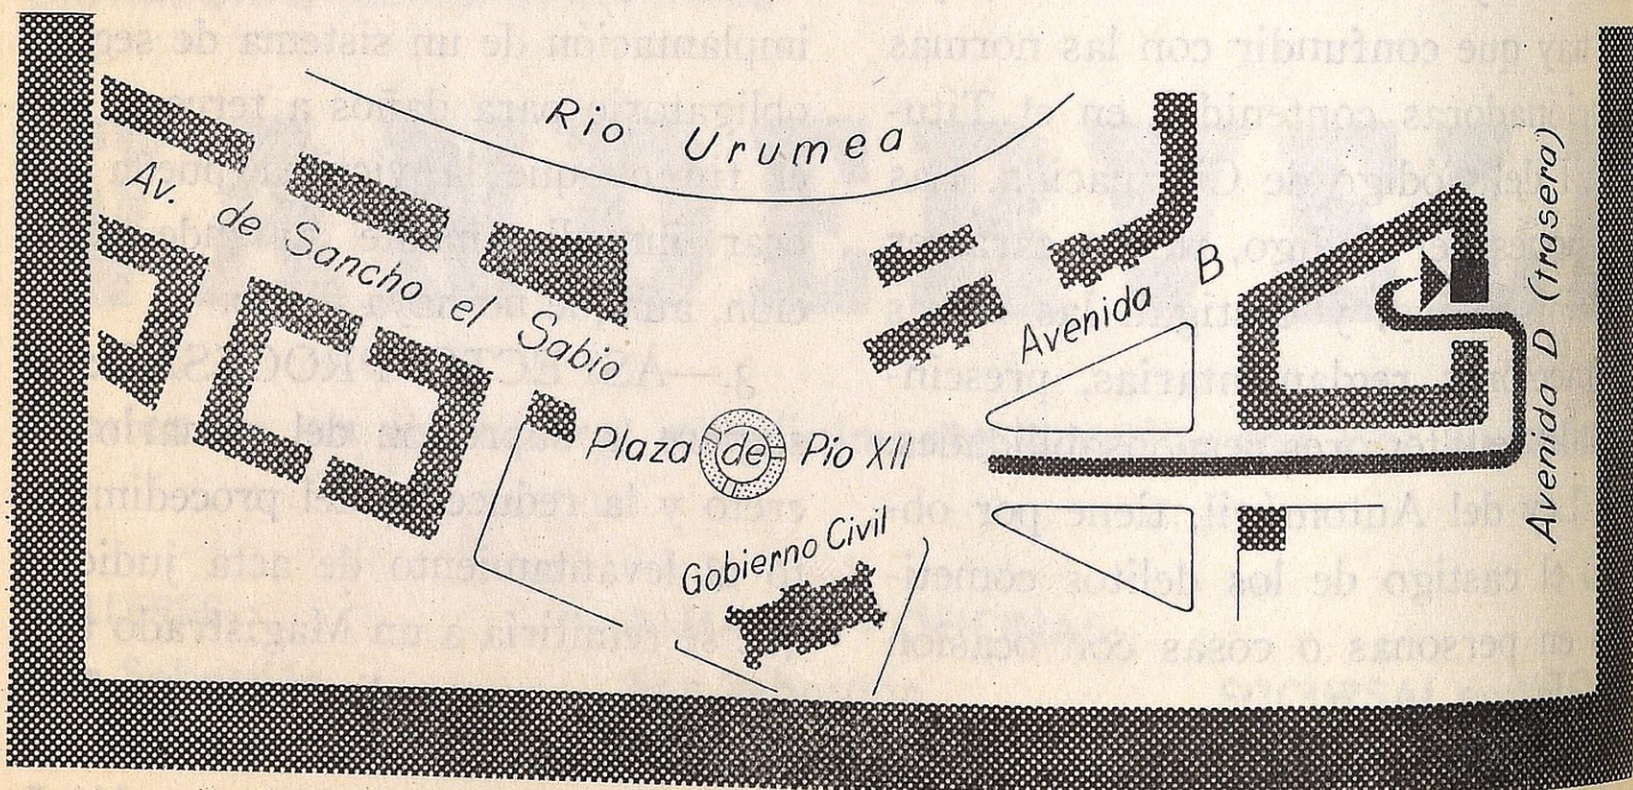 Rio Urumea
Av. de Sancho el Sabio
Avenida B
Avenida D (trasera)
Plaza de Pio XII
Gobierno Civil